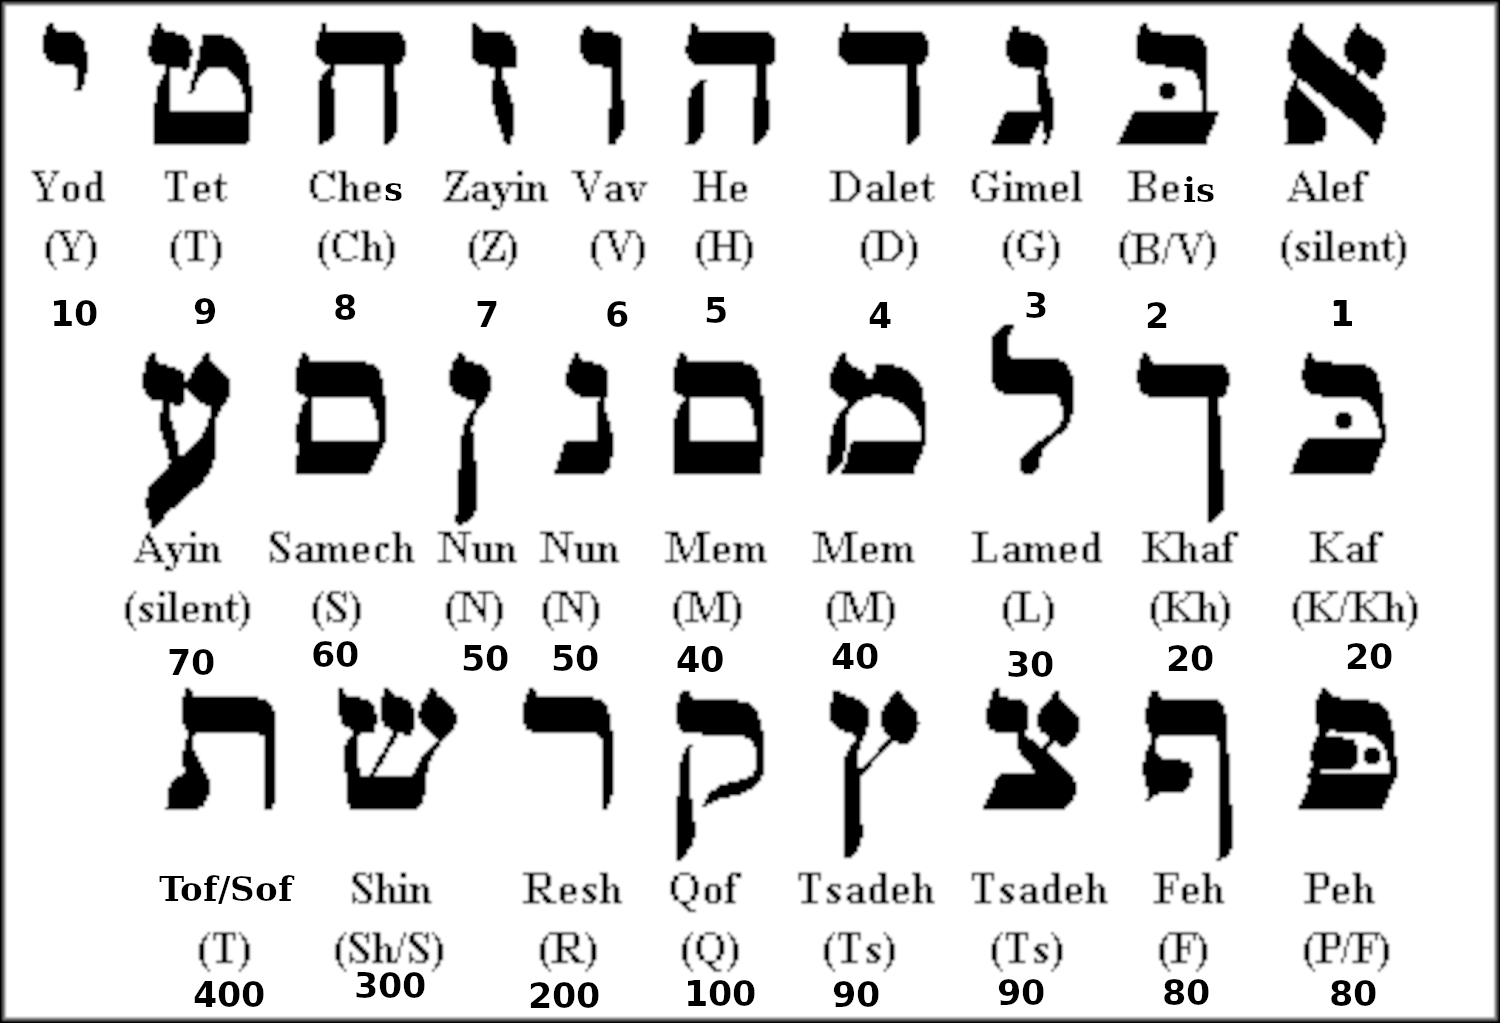 א בּ ג ד ה ו ז ח ט י
Yod Tet Ches Zayin Vav He Dalet Gimel Beis Alef
(Y) (T) (Ch) (Z) (V) (H) (D) (G) (B/V) (silent)
10 9 8 7 6 5 4 3 2 1
כּ ך ל מ ם נ ן ס ע
Ayin Samech Nun Nun Mem Mem Lamed Khaf Kaf
(silent) (S) (N) (N) (M) (M) (L) (Kh) (K/Kh)
70 60 50 50 40 40 30 20 20
פּ ף צ ץ ק ר ש ת
Tof/Sof Shin Resh Qof Tsadeh Tsadeh Feh Peh
(T) (Sh/S) (R) (Q) (Ts) (Ts) (F) (P/F)
400 300 200 100 90 90 80 80